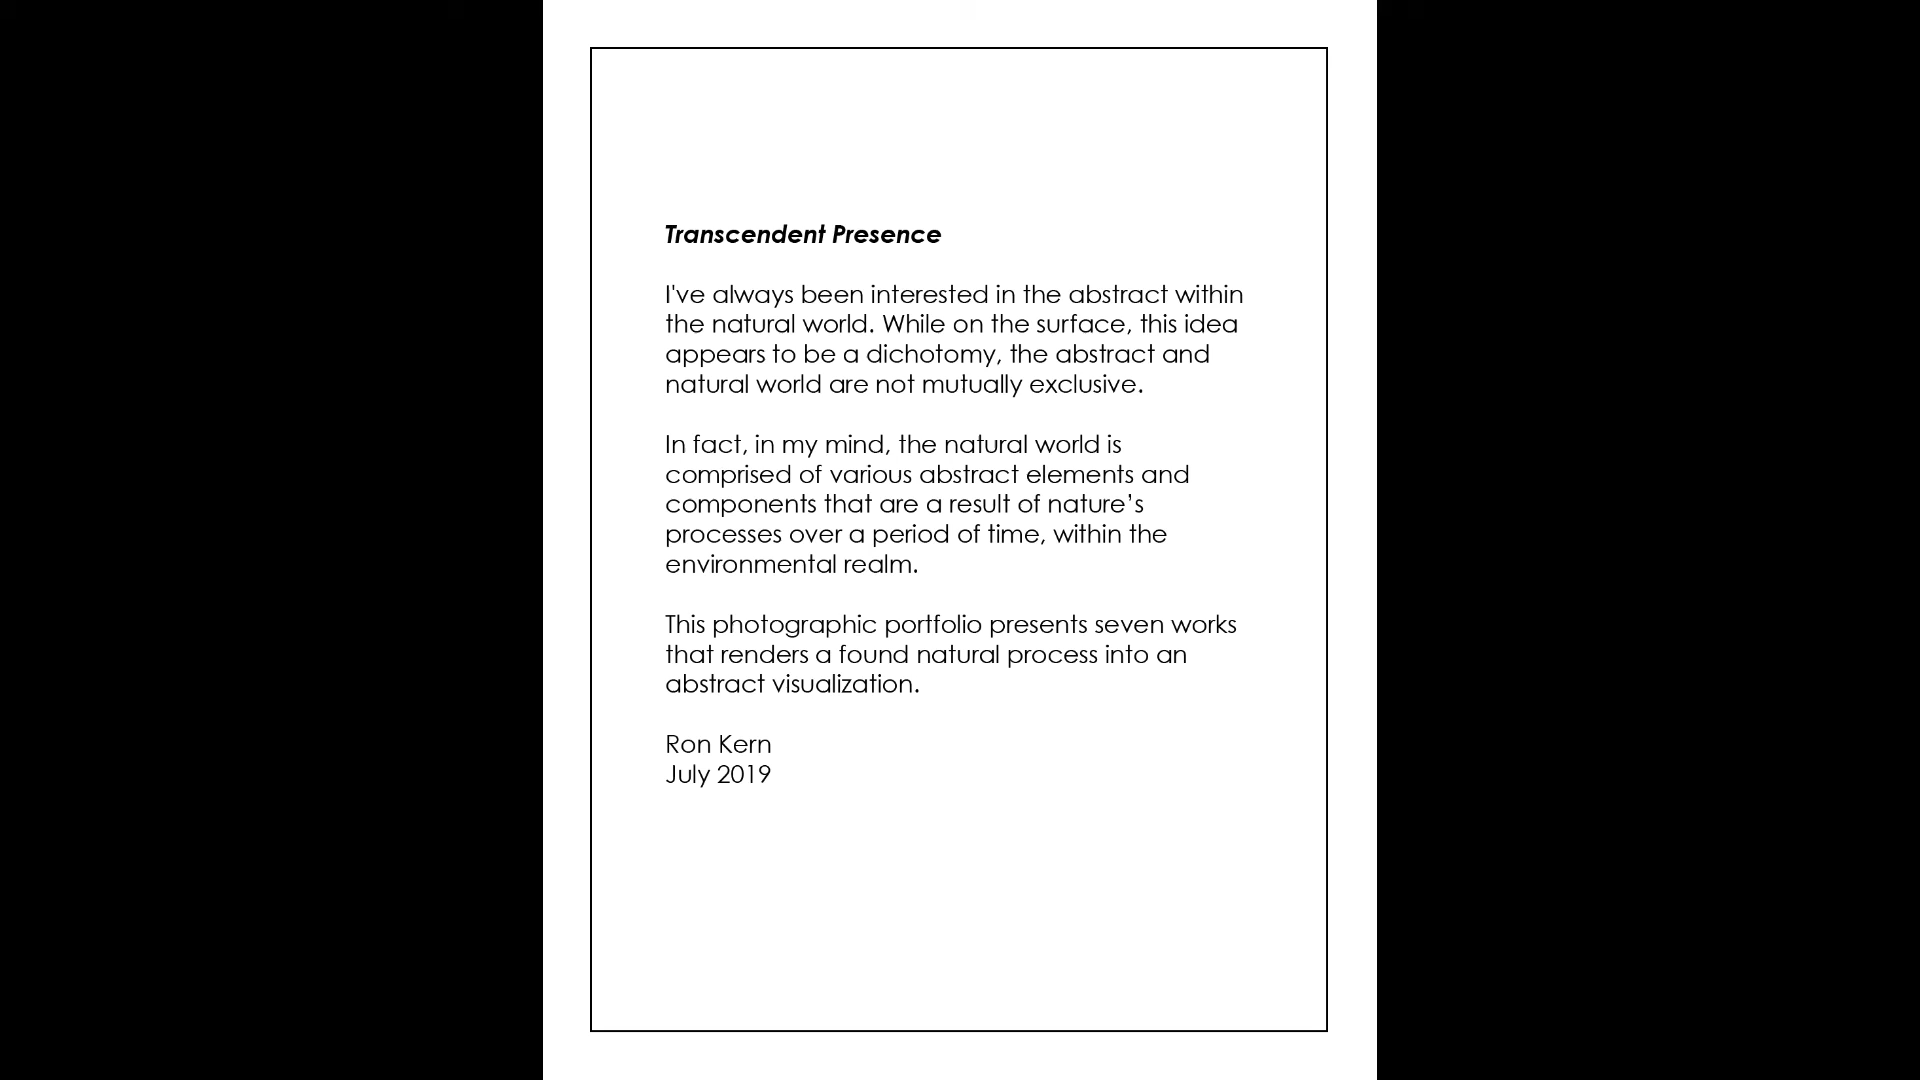 Transcendent Presence
I've always been interested in the abstract within
the natural world. While on the surface, this idea
appears to be a dichotomy, the abstract and
natural world are not mutually exclusive.
In fact, in my mind, the natural world is
comprised of various abstract elements and
components that are a result of nature’s
processes over a period of time, within the
environmental realm.
This photographic portfolio presents seven works
that renders a found natural process into an
abstract visualization.
Ron Kern
July 2019